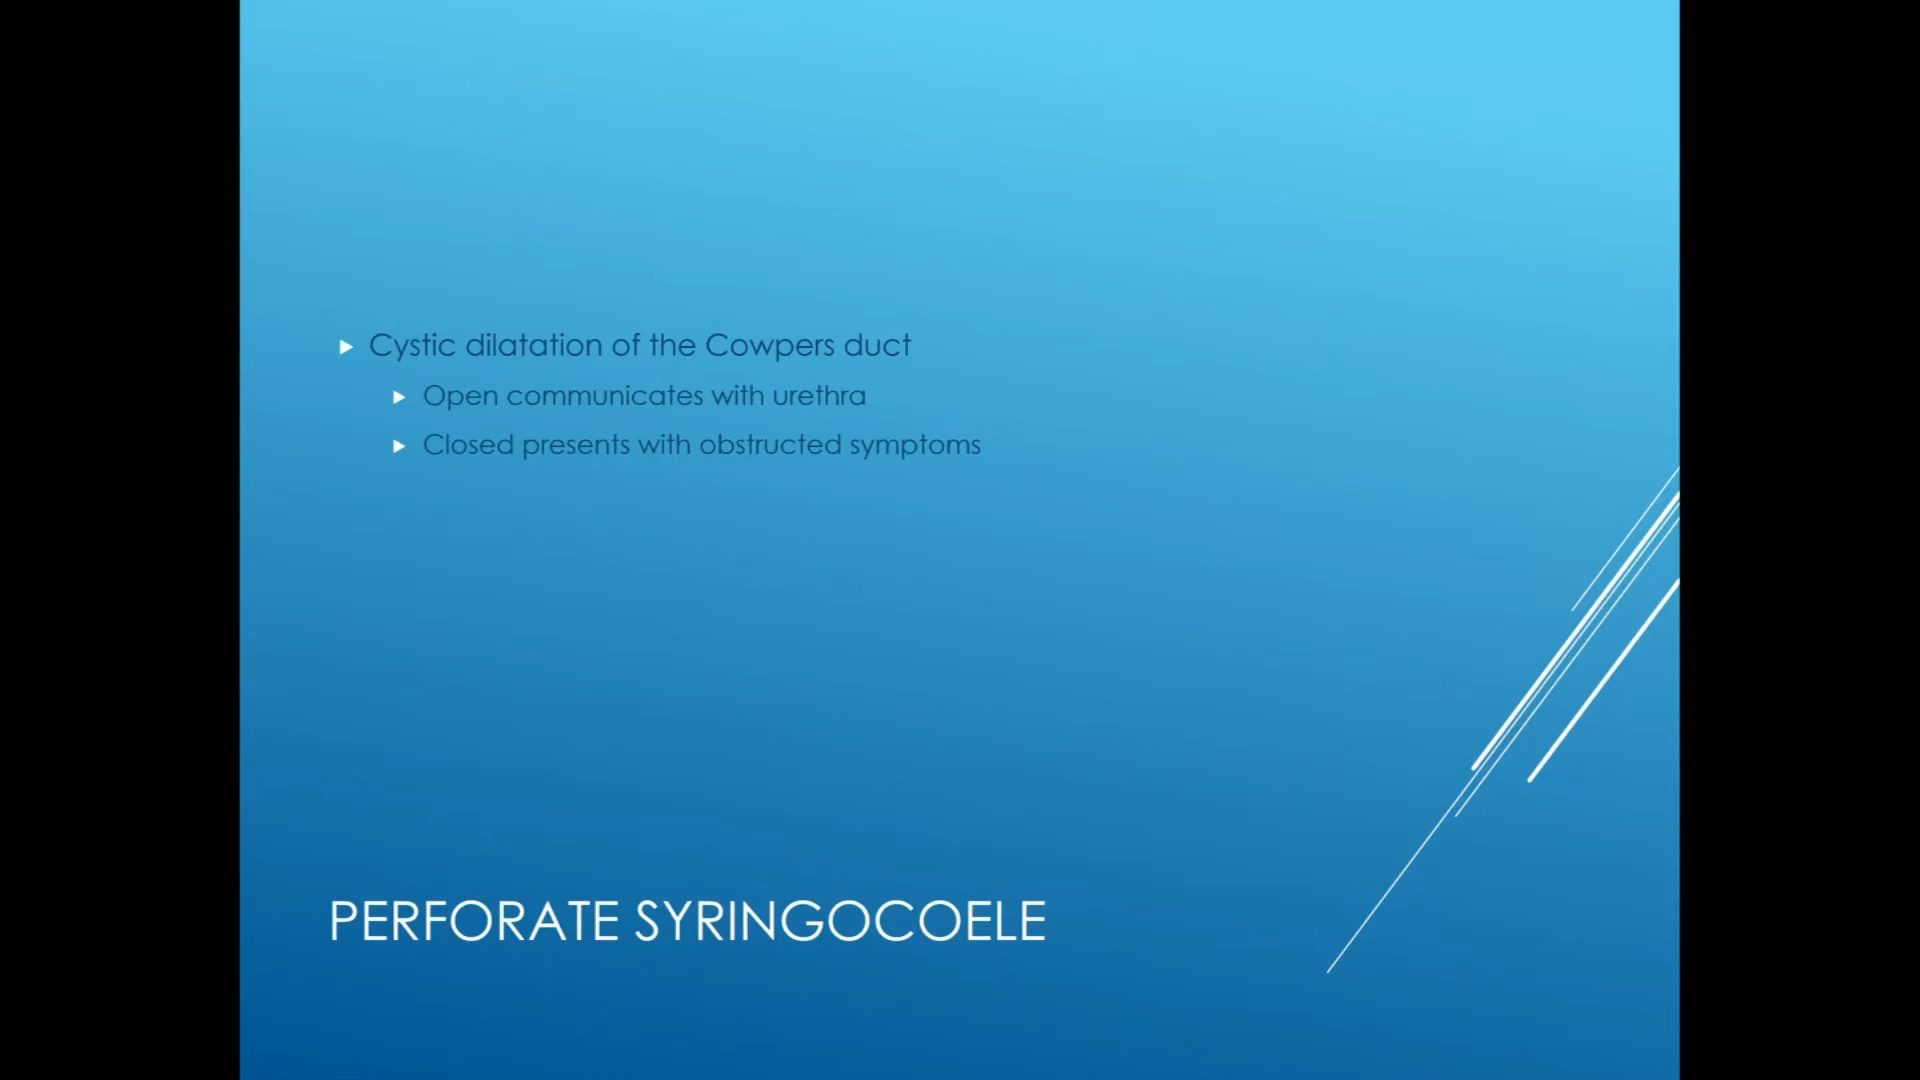 Cystic dilatation of the Cowpers duct
Open communicates with urethra
Closed presents with obstructed symptoms
PERFORATE SYRINGOCOELE